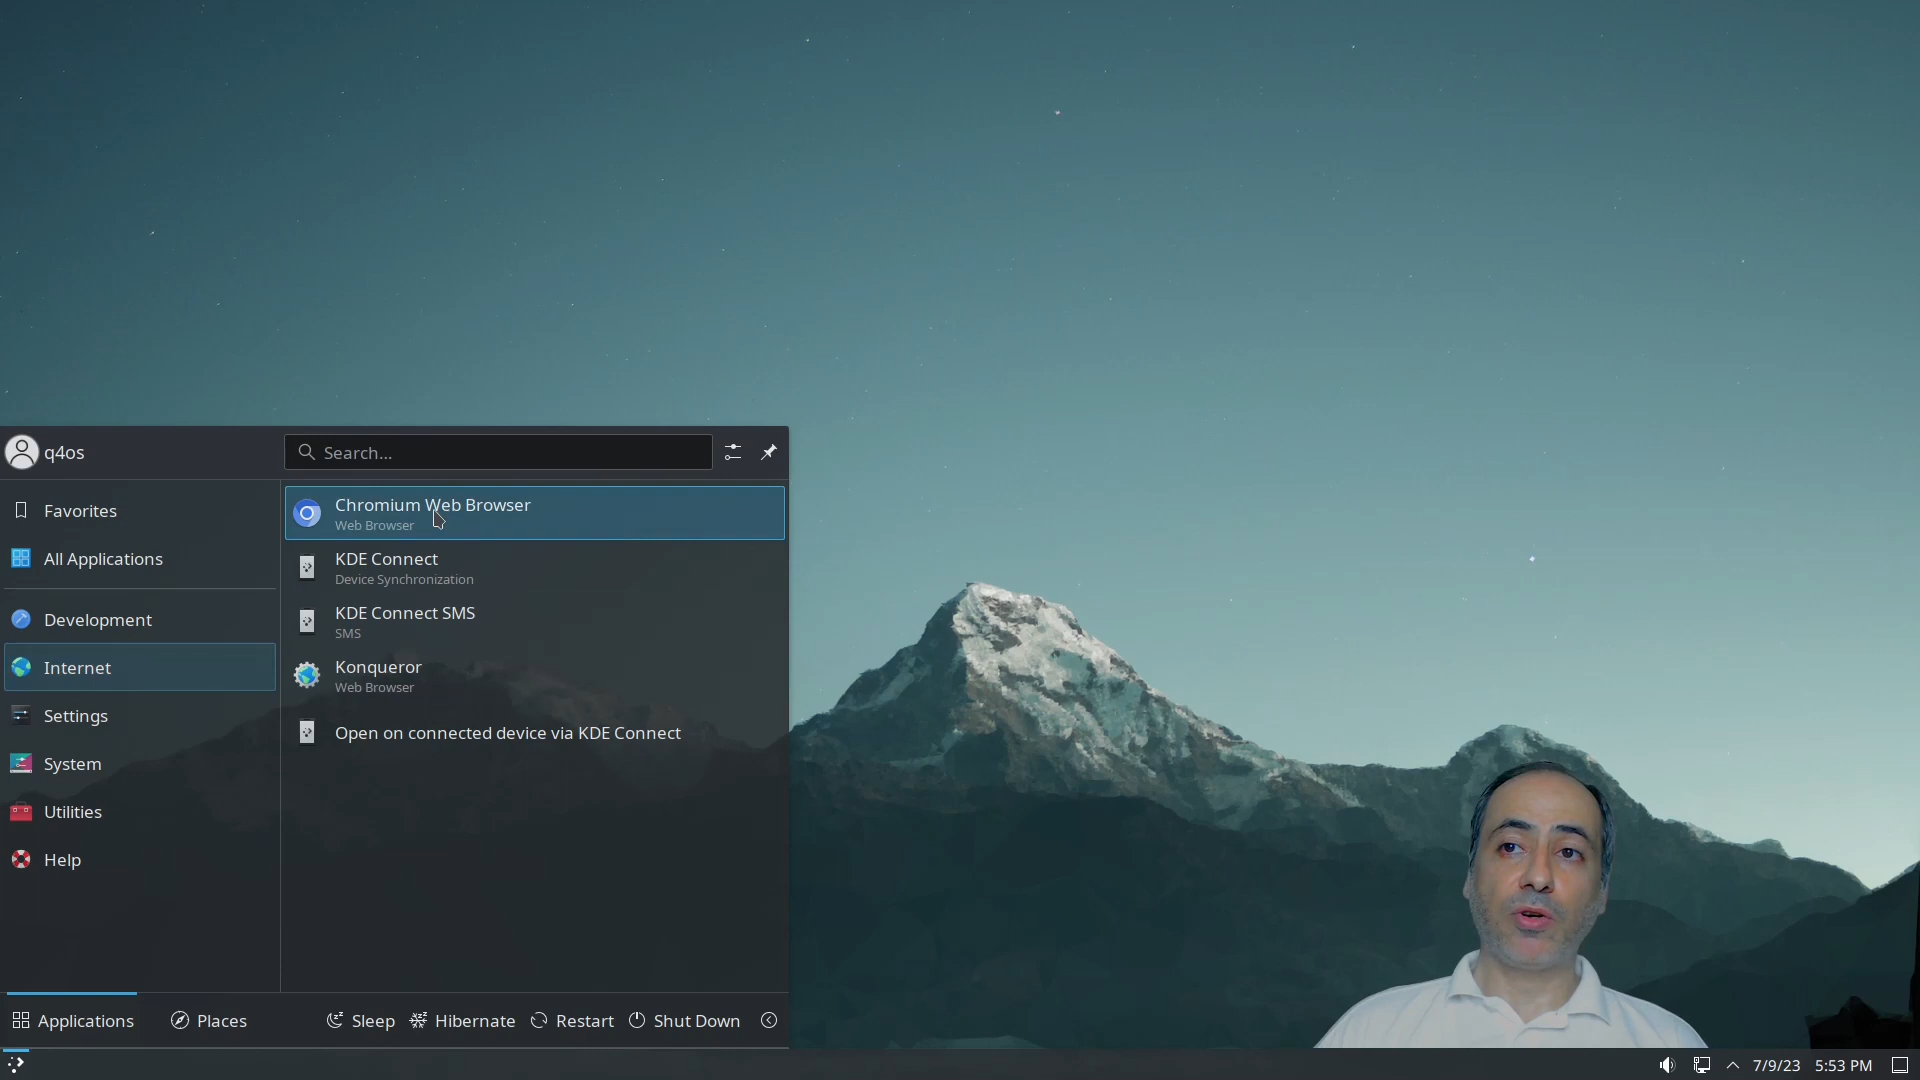 q4os
Search...
Favorites
All Applications
Development
Internet
Settings
System
Utilities
Help
Chromium Web Browser
Web Browser
KDE Connect
Device Synchronization
KDE Connect SMS
SMS
Konqueror
Web Browser
Open on connected device via KDE Connect
Applications
Places
Sleep
Hibernate
Restart
Shut Down
7/9/23
5:53 PM